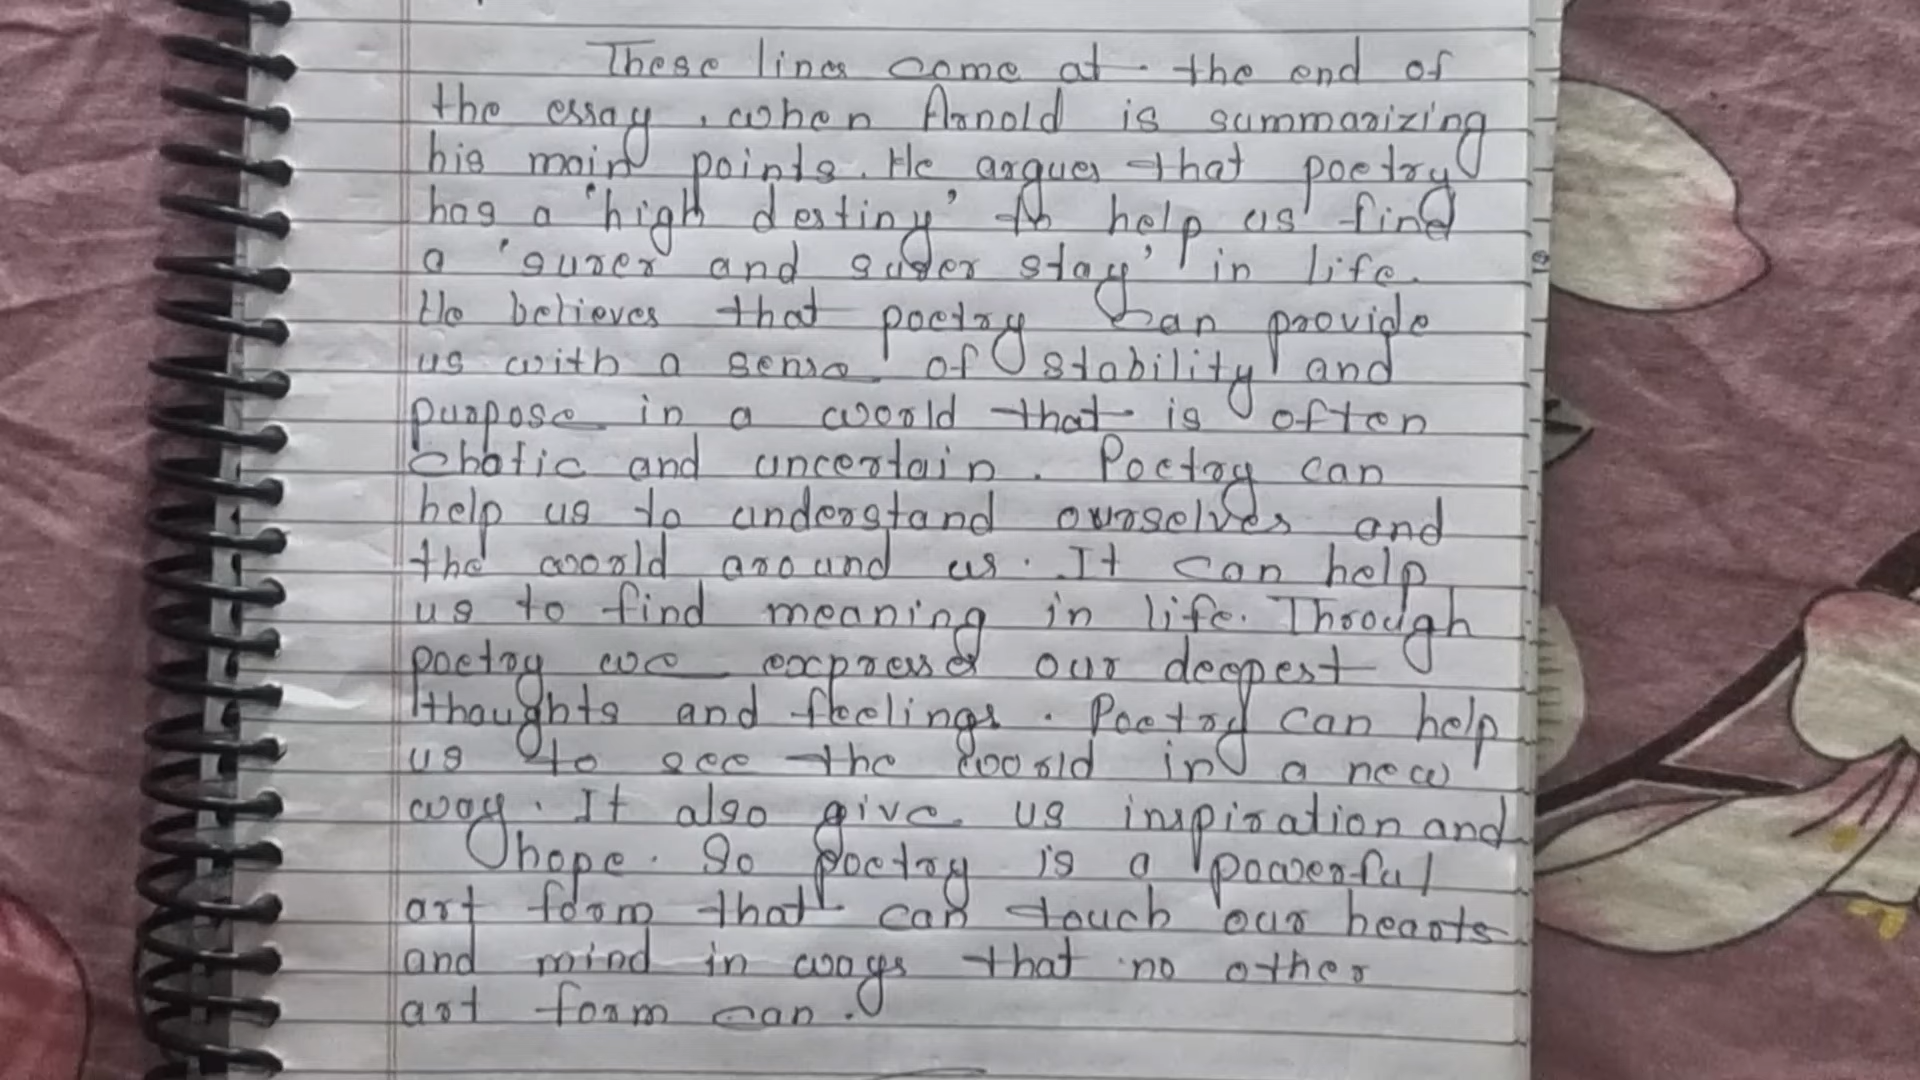 These lines come at the end of
the essay, when Arnold is summarizing
his main points. He argues that poetry
has a 'high destiny' to help us find
a 'surer and surer stay' in life.
He believes that poetry can provide
us with a sense of stability and
purpose in a world that is often
chotic and uncertain. Poetry can
help us to understand ourselves and
the world around us. It can help
us to find meaning in life. Through
poetry we express our deepest
thoughts and feelings. Poetry can help
us to see the world in a new
way. It also give us inspiration and
hope. So poetry is a powerful
art form that can touch our hearts
and mind in ways that no other
art form can.